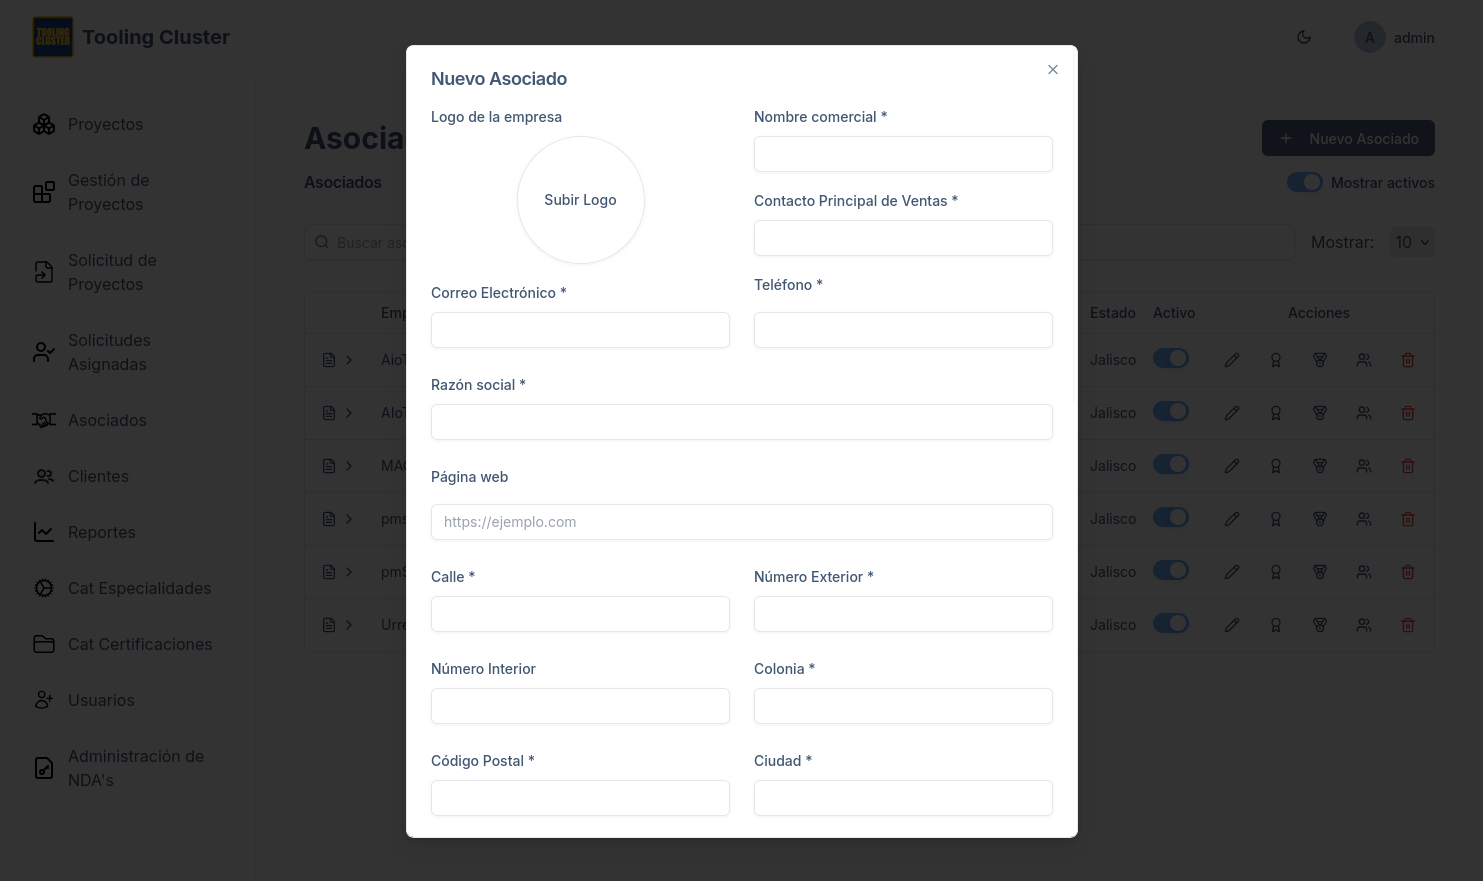 TOOLING
CLUSTER
Tooling Cluster
A
admin
Proyectos
Gestión de
Proyectos
Solicitud de
Proyectos
Solicitudes
Asignadas
Asociados
Clientes
Reportes
Cat Especialidades
Cat Certificaciones
Usuarios
Administración de
NDA's
Asocia
Nuevo Asociado
Asociados
Mostrar activos
Buscar aso
Mostrar:
10
Emp
Estado
Activo
Acciones
Jalisco
Jalisco
MA
Jalisco
pms
Jalisco
pmS
Jalisco
Urre
Jalisco
Nuevo Asociado
Logo de la empresa
Subir Logo
Nombre comercial *
Contacto Principal de Ventas *
Correo Electrónico *
Teléfono *
Razón social *
Página web
https://ejemplo.com
Calle *
Número Exterior *
Número Interior
Colonia *
Código Postal *
Ciudad *